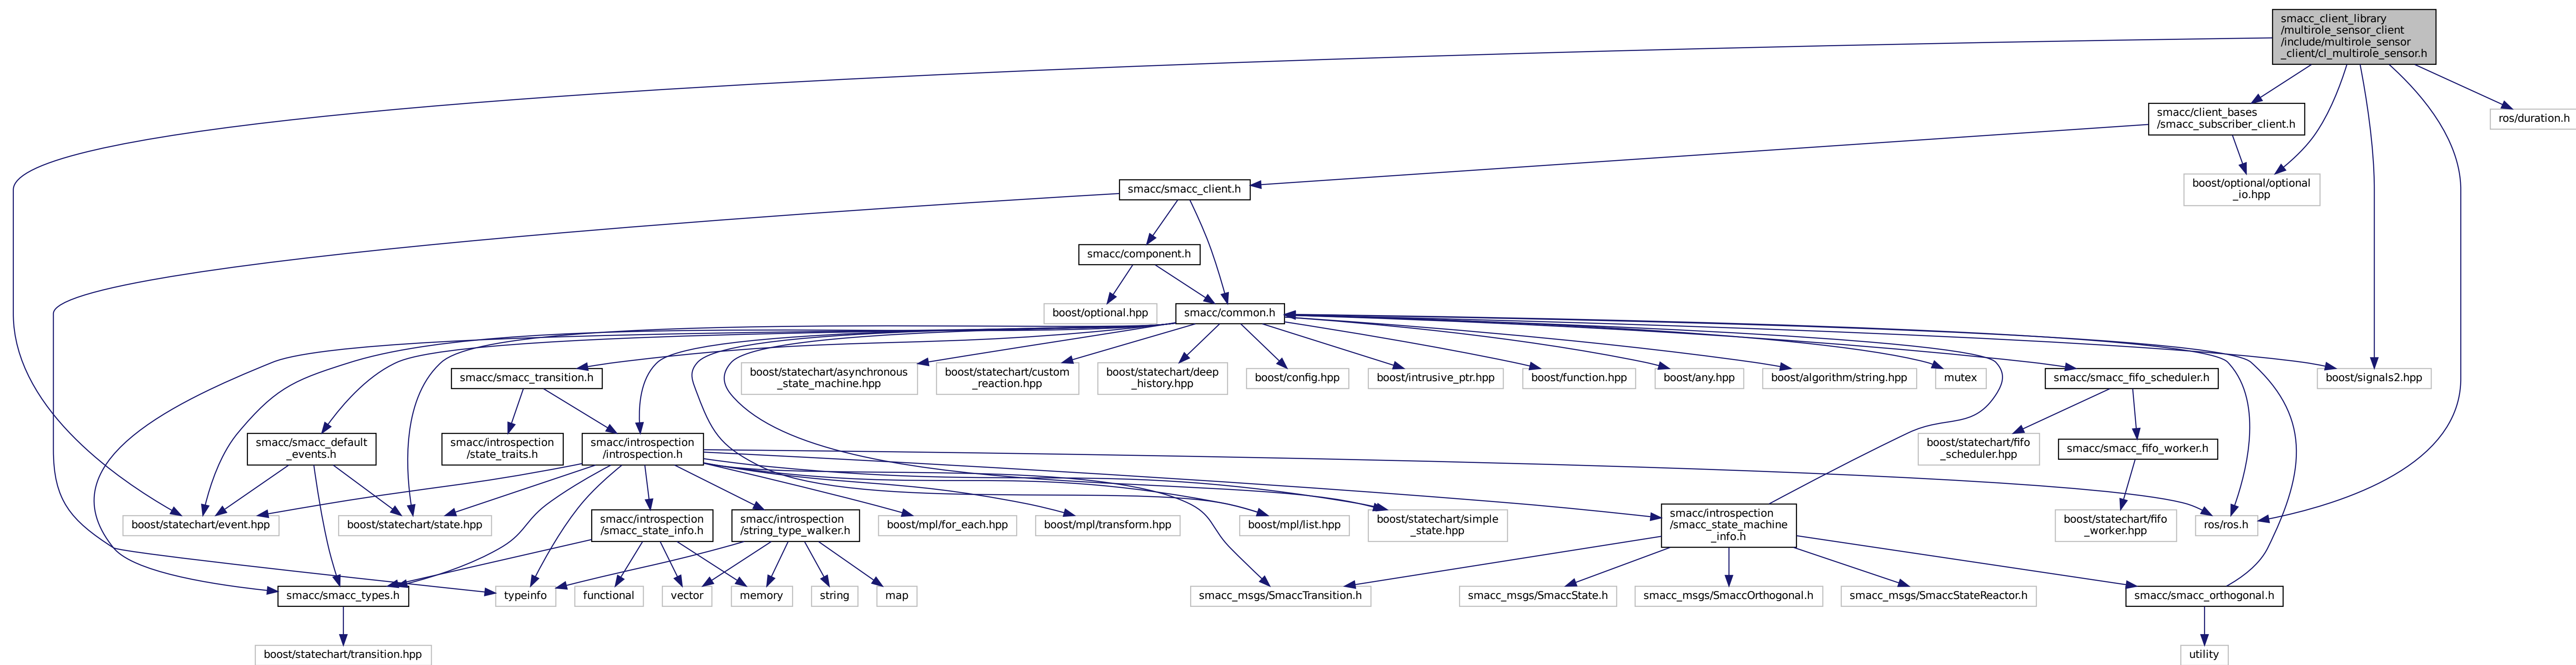 smacc_client_library
/multirole_sensor_client
/include/multirole_sensor
_client/cl_multirole_sensor.h
smacc/client_bases
/smacc_subscriber_client.h
ros/duration.h
smacc/smacc_client.h
boost/optional/optional
_io.hpp
smacc/component.h
boost/optional.hpp
smacc/common.h
smacc/smacc_transition.h
boost/statechart/asynchronous
_state_machine.hpp
boost/statechart/custom
_reaction.hpp
boost/statechart/deep
_history.hpp
boost/config.hpp
boost/intrusive_ptr.hpp
boost/function.hpp
boost/any.hpp
boost/algorithm/string.hpp
mutex
smacc/smacc_fifo_scheduler.h
boost/signals2.hpp
smacc/smacc_default
_events.h
smacc/introspection
/state_traits.h
smacc/introspection
/introspection.h
boost/statechart/fifo
_scheduler.hpp
smacc/smacc_fifo_worker.h
boost/statechart/event.hpp
boost/statechart/state.hpp
smacc/introspection
/smacc_state_info.h
smacc/introspection
/string_type_walker.h
boost/mpl/for_each.hpp
boost/mpl/transform.hpp
boost/mpl/list.hpp
boost/statechart/simple
_state.hpp
smacc/introspection
/smacc_state_machine
_info.h
boost/statechart/fifo
_worker.hpp
ros/ros.h
smacc/smacc_types.h
typeinfo
functional
vector
memory
string
map
smacc_msgs/SmaccTransition.h
smacc_msgs/SmaccState.h
smacc_msgs/SmaccOrthogonal.h
smacc_msgs/SmaccStateReactor.h
smacc/smacc_orthogonal.h
boost/statechart/transition.hpp
utility